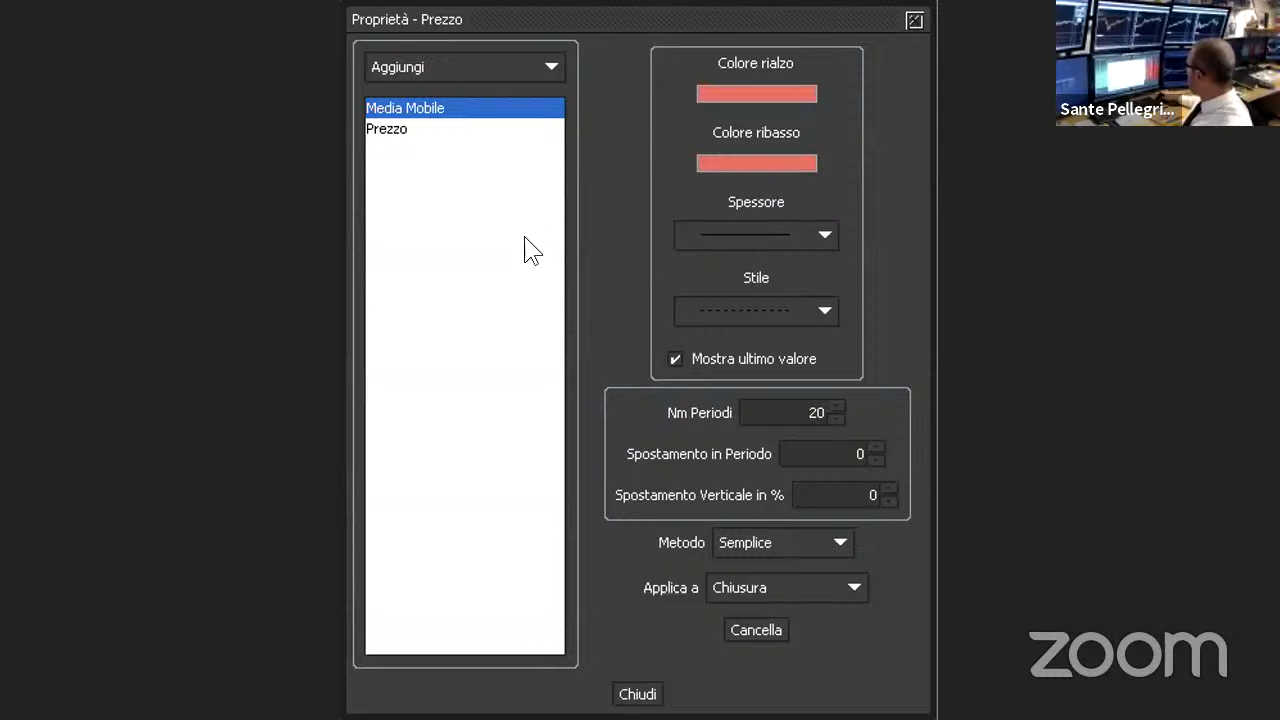 Proprietà - Prezzo
Aggiungi
Media Mobile
Prezzo
Colore rialzo
Colore ribasso
Spessore
Stile
Mostra ultimo valore
Nm Periodi 20
Spostamento in Periodo 0
Spostamento Verticale in % 0
Metodo Semplice
Applica a Chiusura
Cancella
Chiudi
Sante Pellegri...
zoom